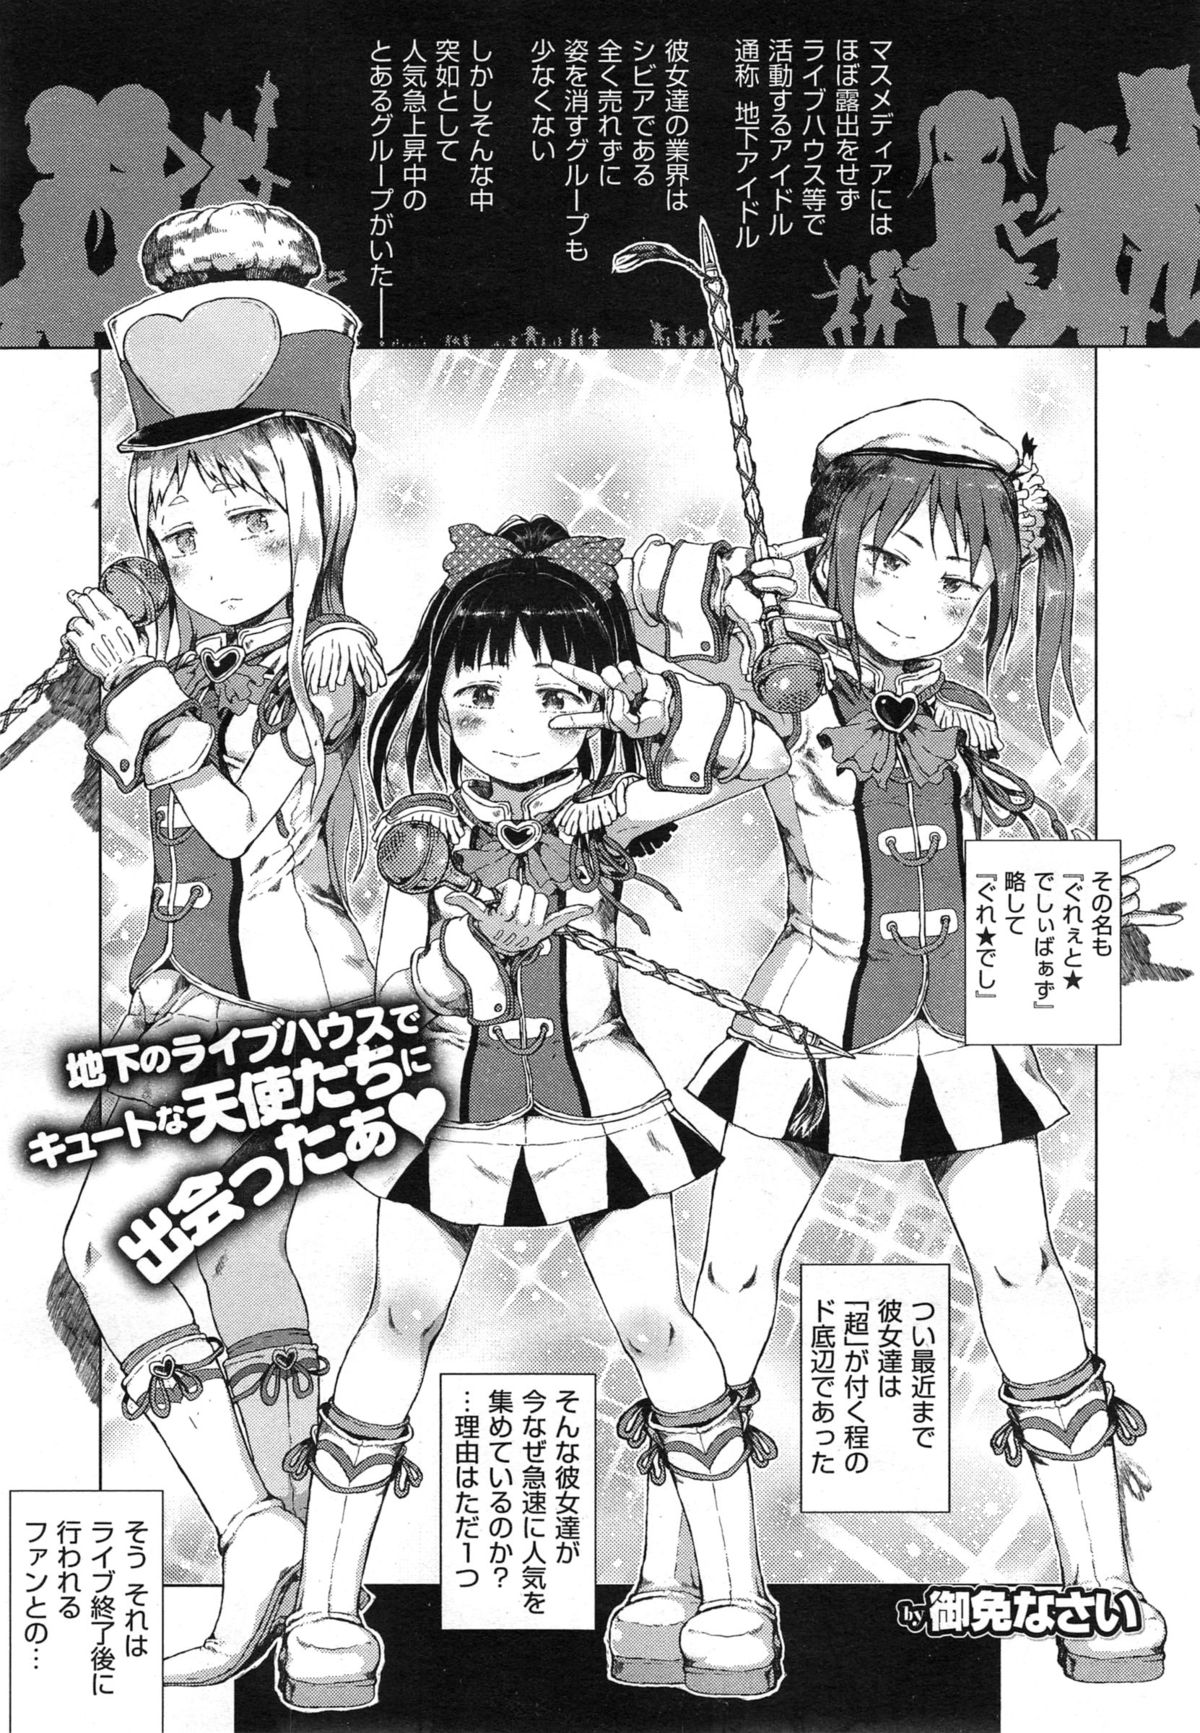 マスメディアには
ほぼ露出をせず
ライブハウス等で
活動するアイドル
通称 地下アイドル
彼女達の業界は
シビアである
全く売れずに
姿を消すグループも
少なくない
しかしそんな中
突如として
人気急上昇中の
とあるグループがいた――
その名も
『ぐれぇと★
でしぃばぁず』
略して
『ぐれ★でし』
地下のライブハウスで
キュートな天使たちに
出会ったぁ♥
つい最近まで
彼女達は
「超」が付く程の
ド底辺であった
そんな彼女達が
今なぜ急速に人気を
集めているのか?
…理由はただ一つ
そう それは
ライブ終了後に
行われる
ファンとの…
by 御免なさい